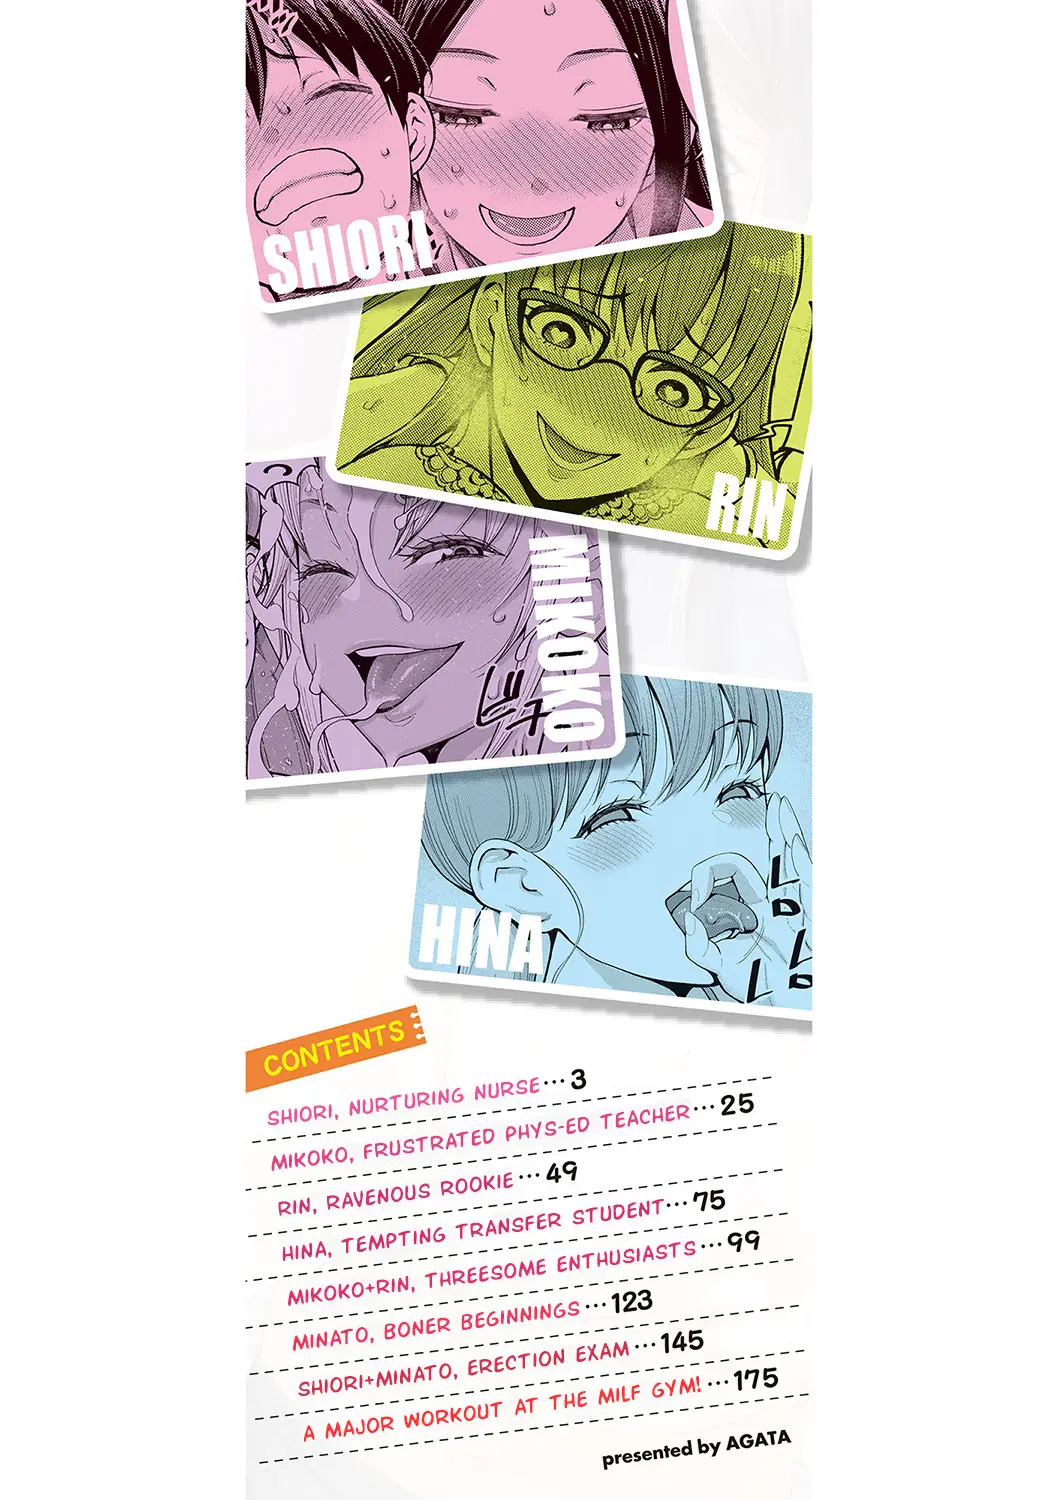 SHIORI
RIN
MIKOKO
ビチ
HINA
CONTENTS
SHIORI, NURTURING NURSE…3
MIKOKO, FRUSTRATED PHYS-ED TEACHER…25
RIN, RAVENOUS ROOKIE…49
HINA, TEMPTING TRANSFER STUDENT…75
MIKOKO+RIN, THREESOME ENTHUSIASTS…99
MINATO, BONER BEGINNINGS…123
SHIORI+MINATO, ERECTION EXAM…145
A MAJOR WORKOUT AT THE MILF GYM!…175
presented by AGATA